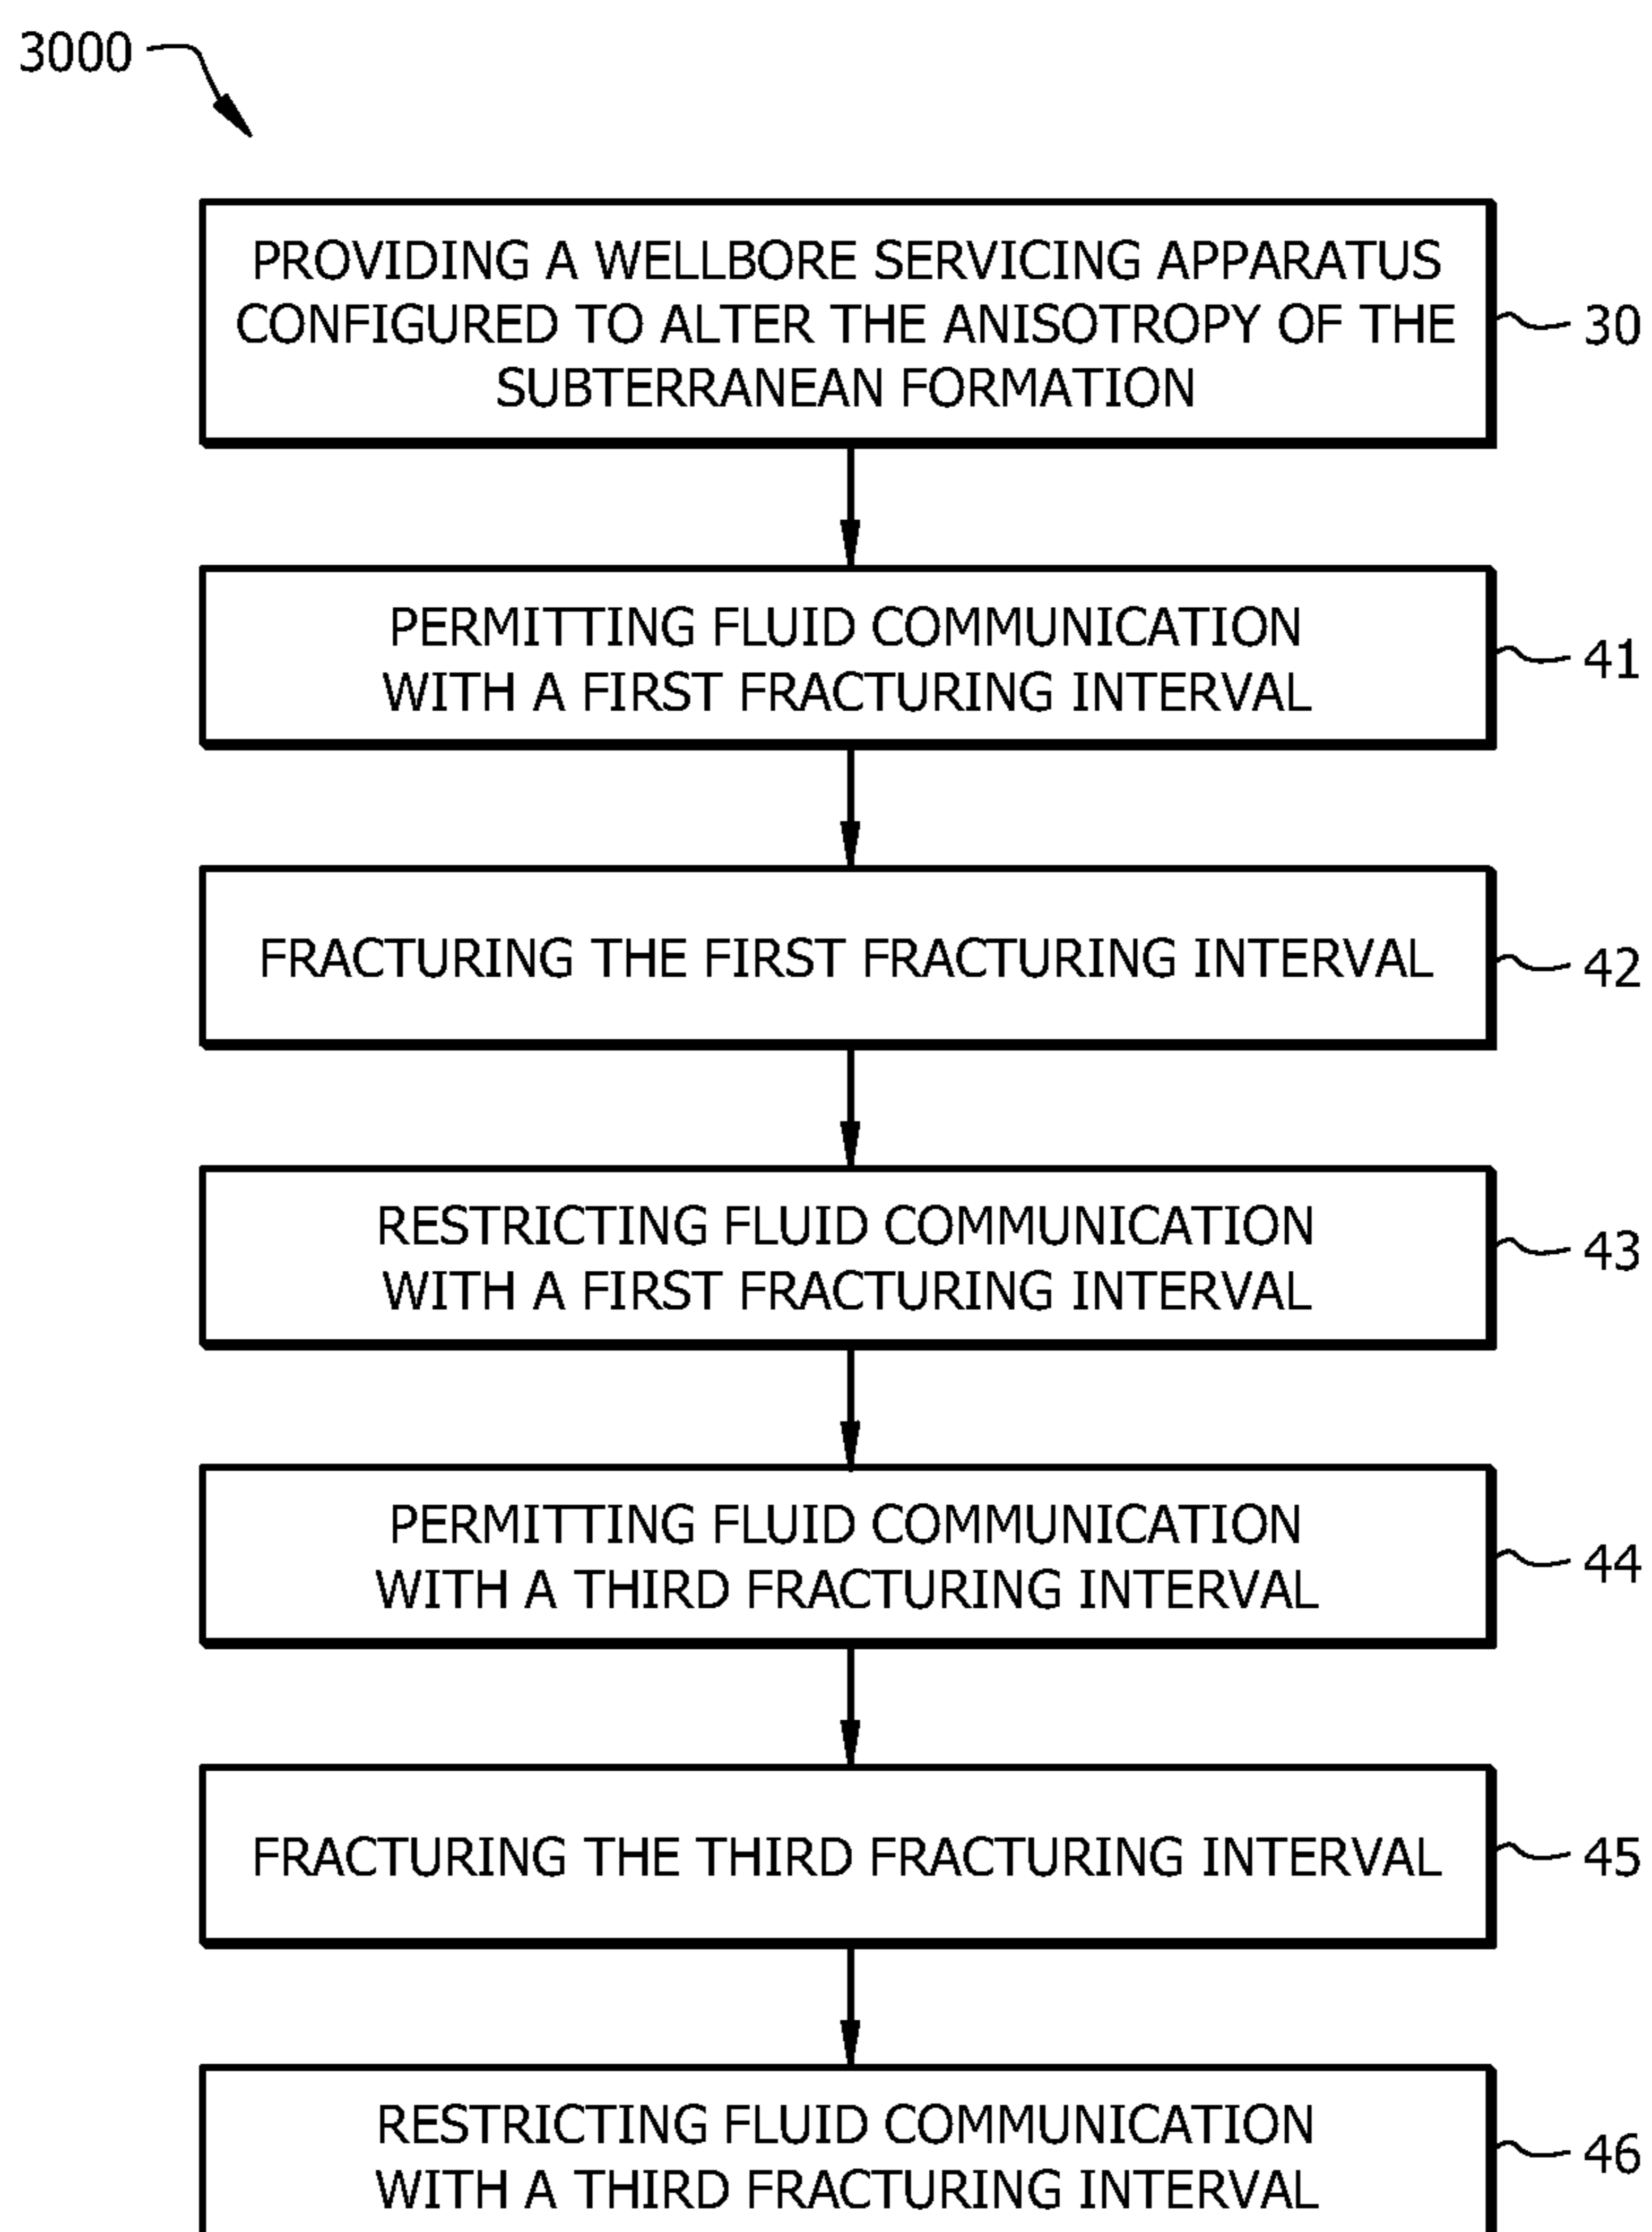 3000
PROVIDING A WELLBORE SERVICING APPARATUS
CONFIGURED TO ALTER THE ANISOTROPY OF THE
SUBTERRANEAN FORMATION
30
PERMITTING FLUID COMMUNICATION
WITH A FIRST FRACTURING INTERVAL
41
FRACTURING THE FIRST FRACTURING INTERVAL
42
RESTRICTING FLUID COMMUNICATION
WITH A FIRST FRACTURING INTERVAL
43
PERMITTING FLUID COMMUNICATION
WITH A THIRD FRACTURING INTERVAL
44
FRACTURING THE THIRD FRACTURING INTERVAL
45
RESTRICTING FLUID COMMUNICATION
WITH A THIRD FRACTURING INTERVAL
46